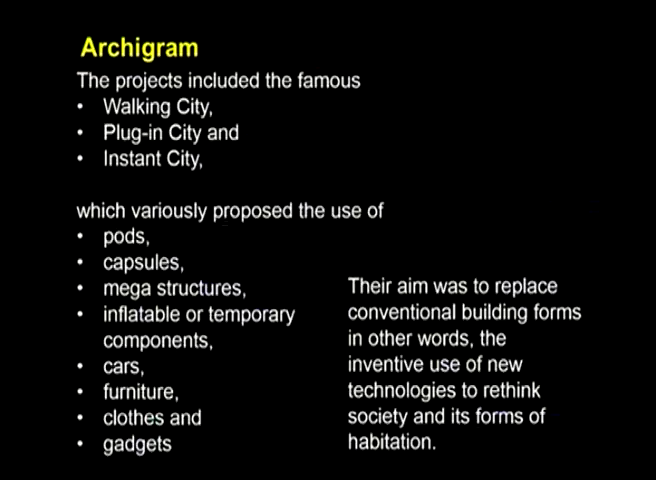 Archigram
The projects included the famous
• Walking City,
• Plug-in City and
• Instant City,
which variously proposed the use of
• pods,
• capsules,
• mega structures,
• inflatable or temporary
components,
• cars,
• furniture,
• clothes and
• gadgets
Their aim was to replace
conventional building forms
in other words, the
inventive use of new
technologies to rethink
society and its forms of
habitation.